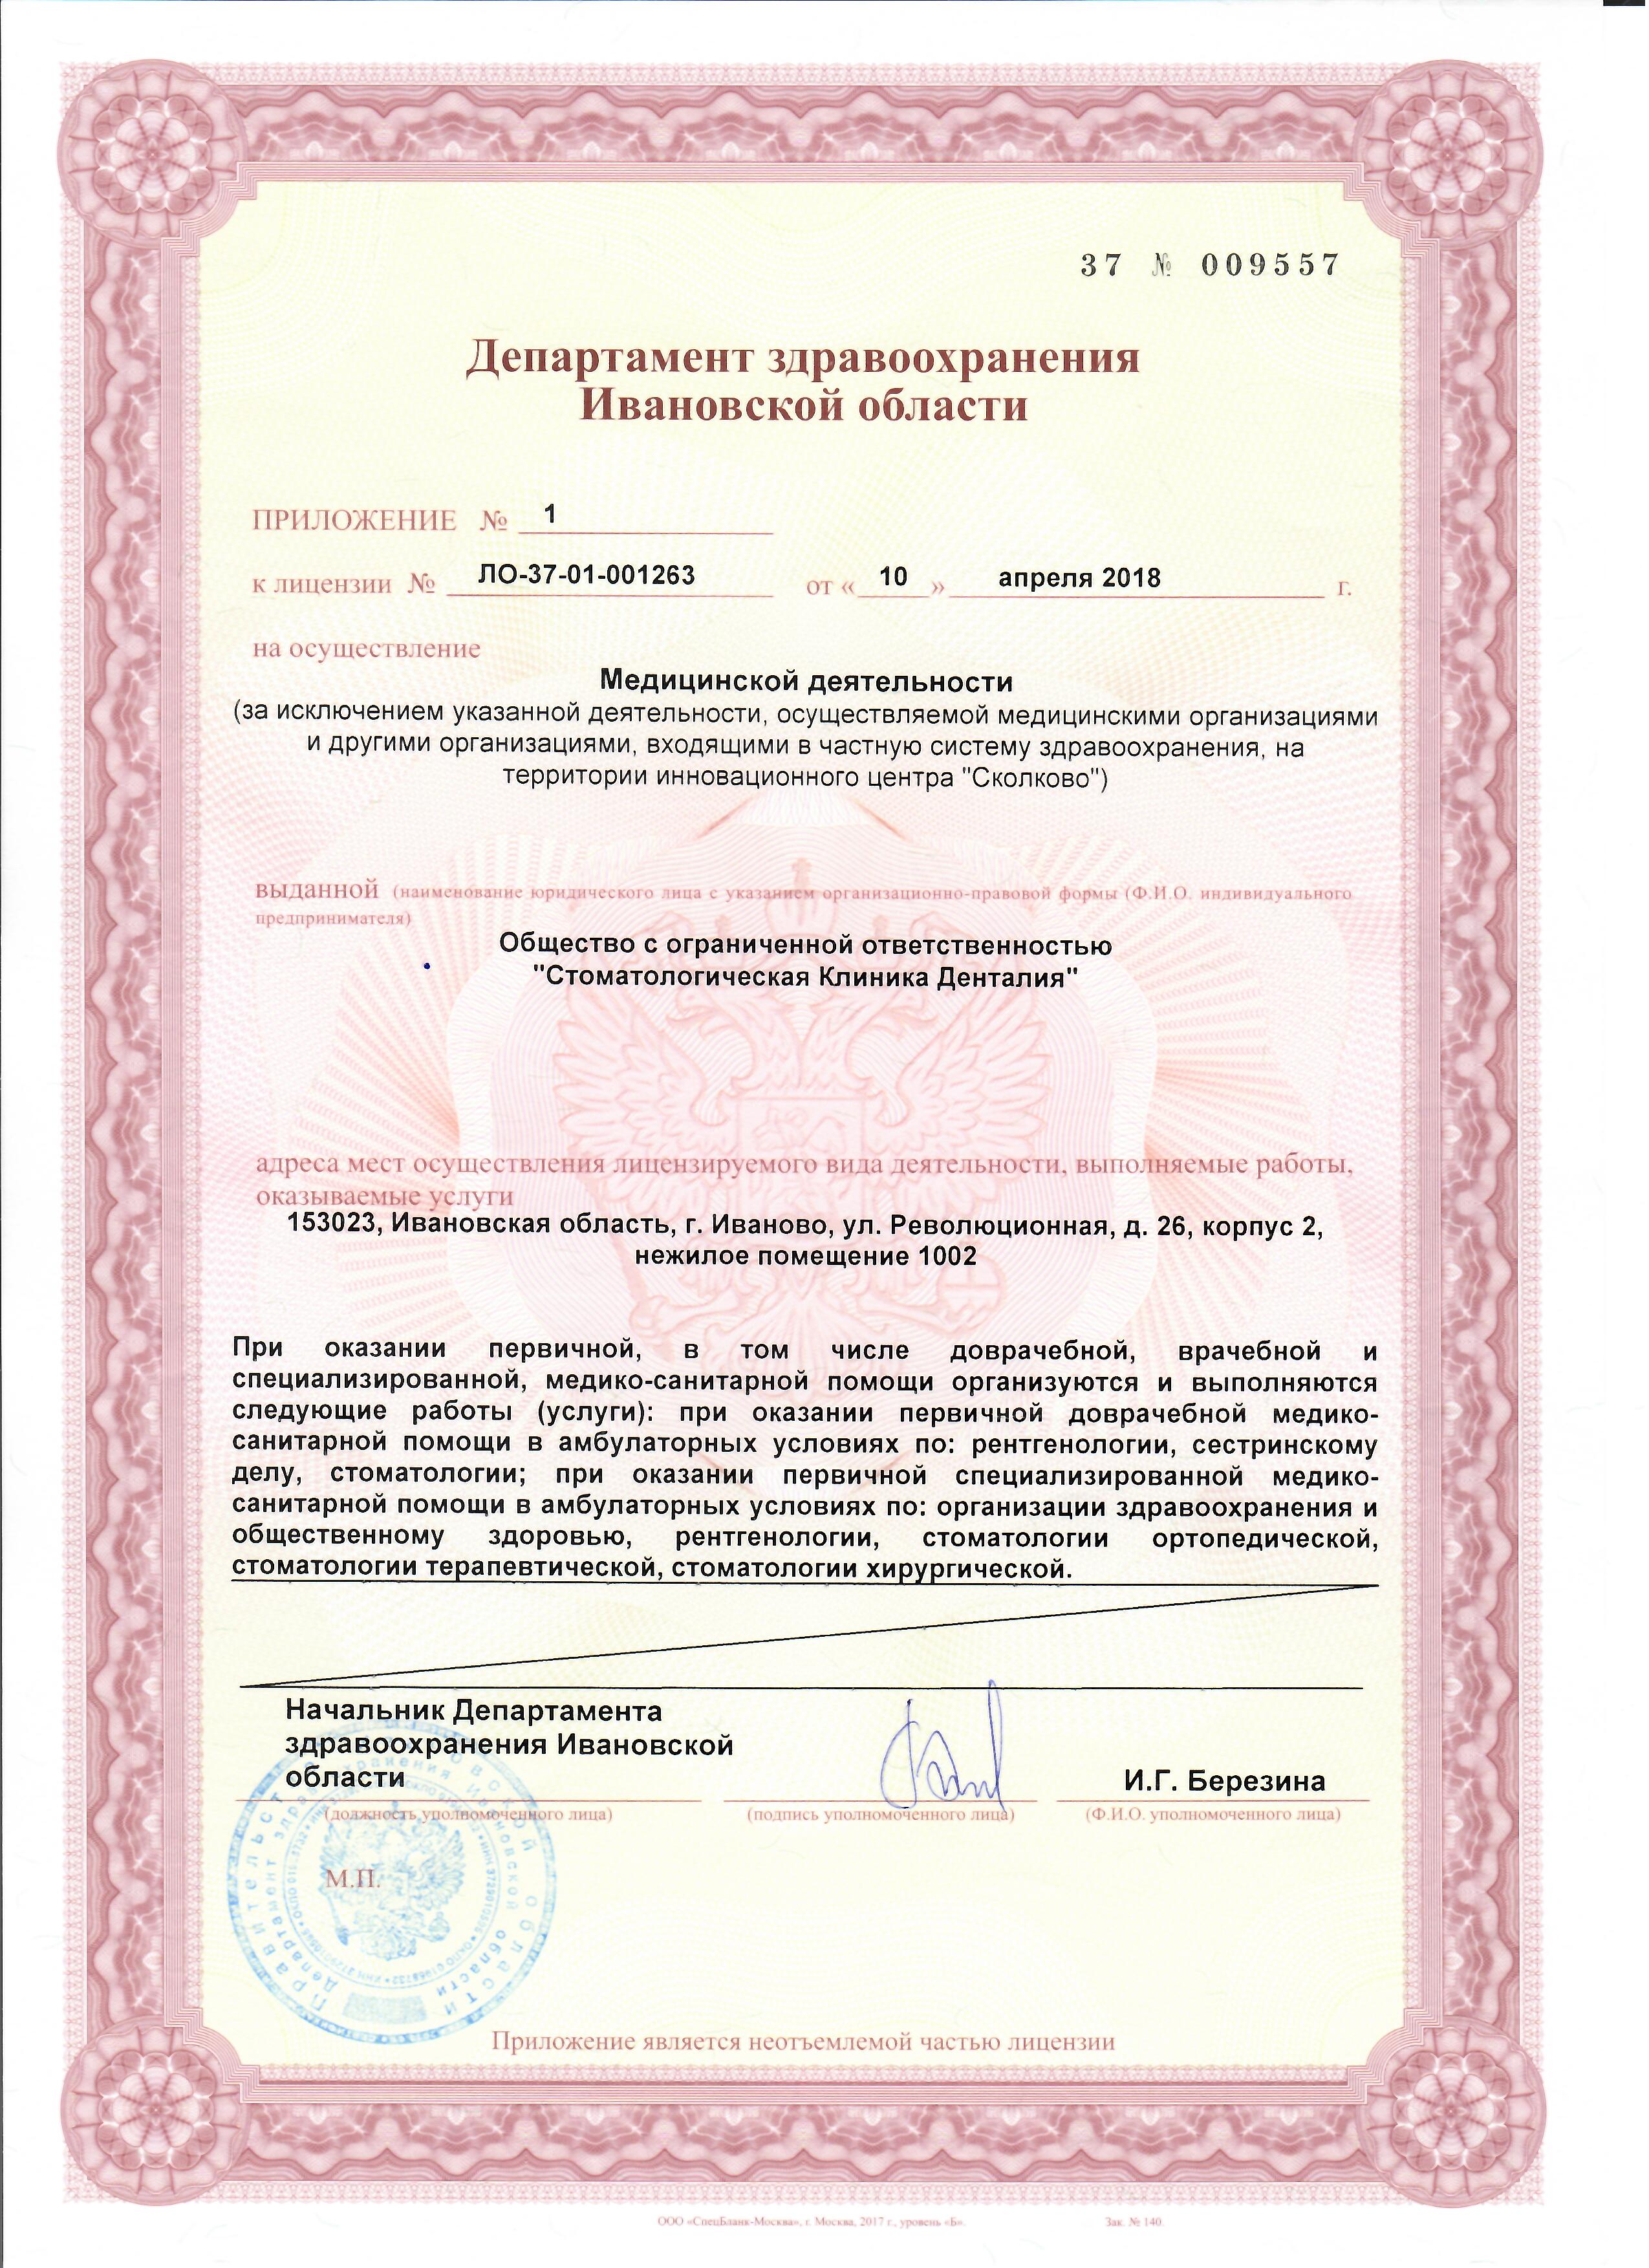 37 № 009557
Департамент здравоохранения
Ивановской области
ПРИЛОЖЕНИЕ № 1
к лицензии № ЛО-37-01-001263 от « 10 » апреля 2018 г.
на осуществление
Медицинской деятельности
(за исключением указанной деятельности, осуществляемой медицинскими организациями
и другими организациями, входящими в частную систему здравоохранения, на
территории инновационного центра "Сколково")
выданной (наименование юридического лица с указанием организационно-правовой формы (Ф.И.О. индивидуального
предпринимателя)
Общество с ограниченной ответственностью
"Стоматологическая Клиника Денталия"
адреса мест осуществления лицензируемого вида деятельности, выполняемые работы,
оказываемые услуги
153023, Ивановская область, г. Иваново, ул. Революционная, д. 26, корпус 2,
нежилое помещение 1002
При оказании первичной, в том числе доврачебной, врачебной и
специализированной, медико-санитарной помощи организуются и выполняются
следующие работы (услуги): при оказании первичной доврачебной медико-
санитарной помощи в амбулаторных условиях по: рентгенологии, сестринскому
делу, стоматологии; при оказании первичной специализированной медико-
санитарной помощи в амбулаторных условиях по: организации здравоохранения и
общественному здоровью, рентгенологии, стоматологии ортопедической,
стоматологии терапевтической, стоматологии хирургической.
Начальник Департамента
здравоохранения Ивановской
области
И.Г. Березина
(должность уполномоченного лица) (подпись уполномоченного лица) (Ф.И.О. уполномоченного лица)
М.П.
Правительство Ивановской области
Департамент здравоохранения Ивановской области
Приложение является неотъемлемой частью лицензии
ООО «СпецБланк-Москва», г. Москва, 2017 г., уровень «Б». Зак. № 140.